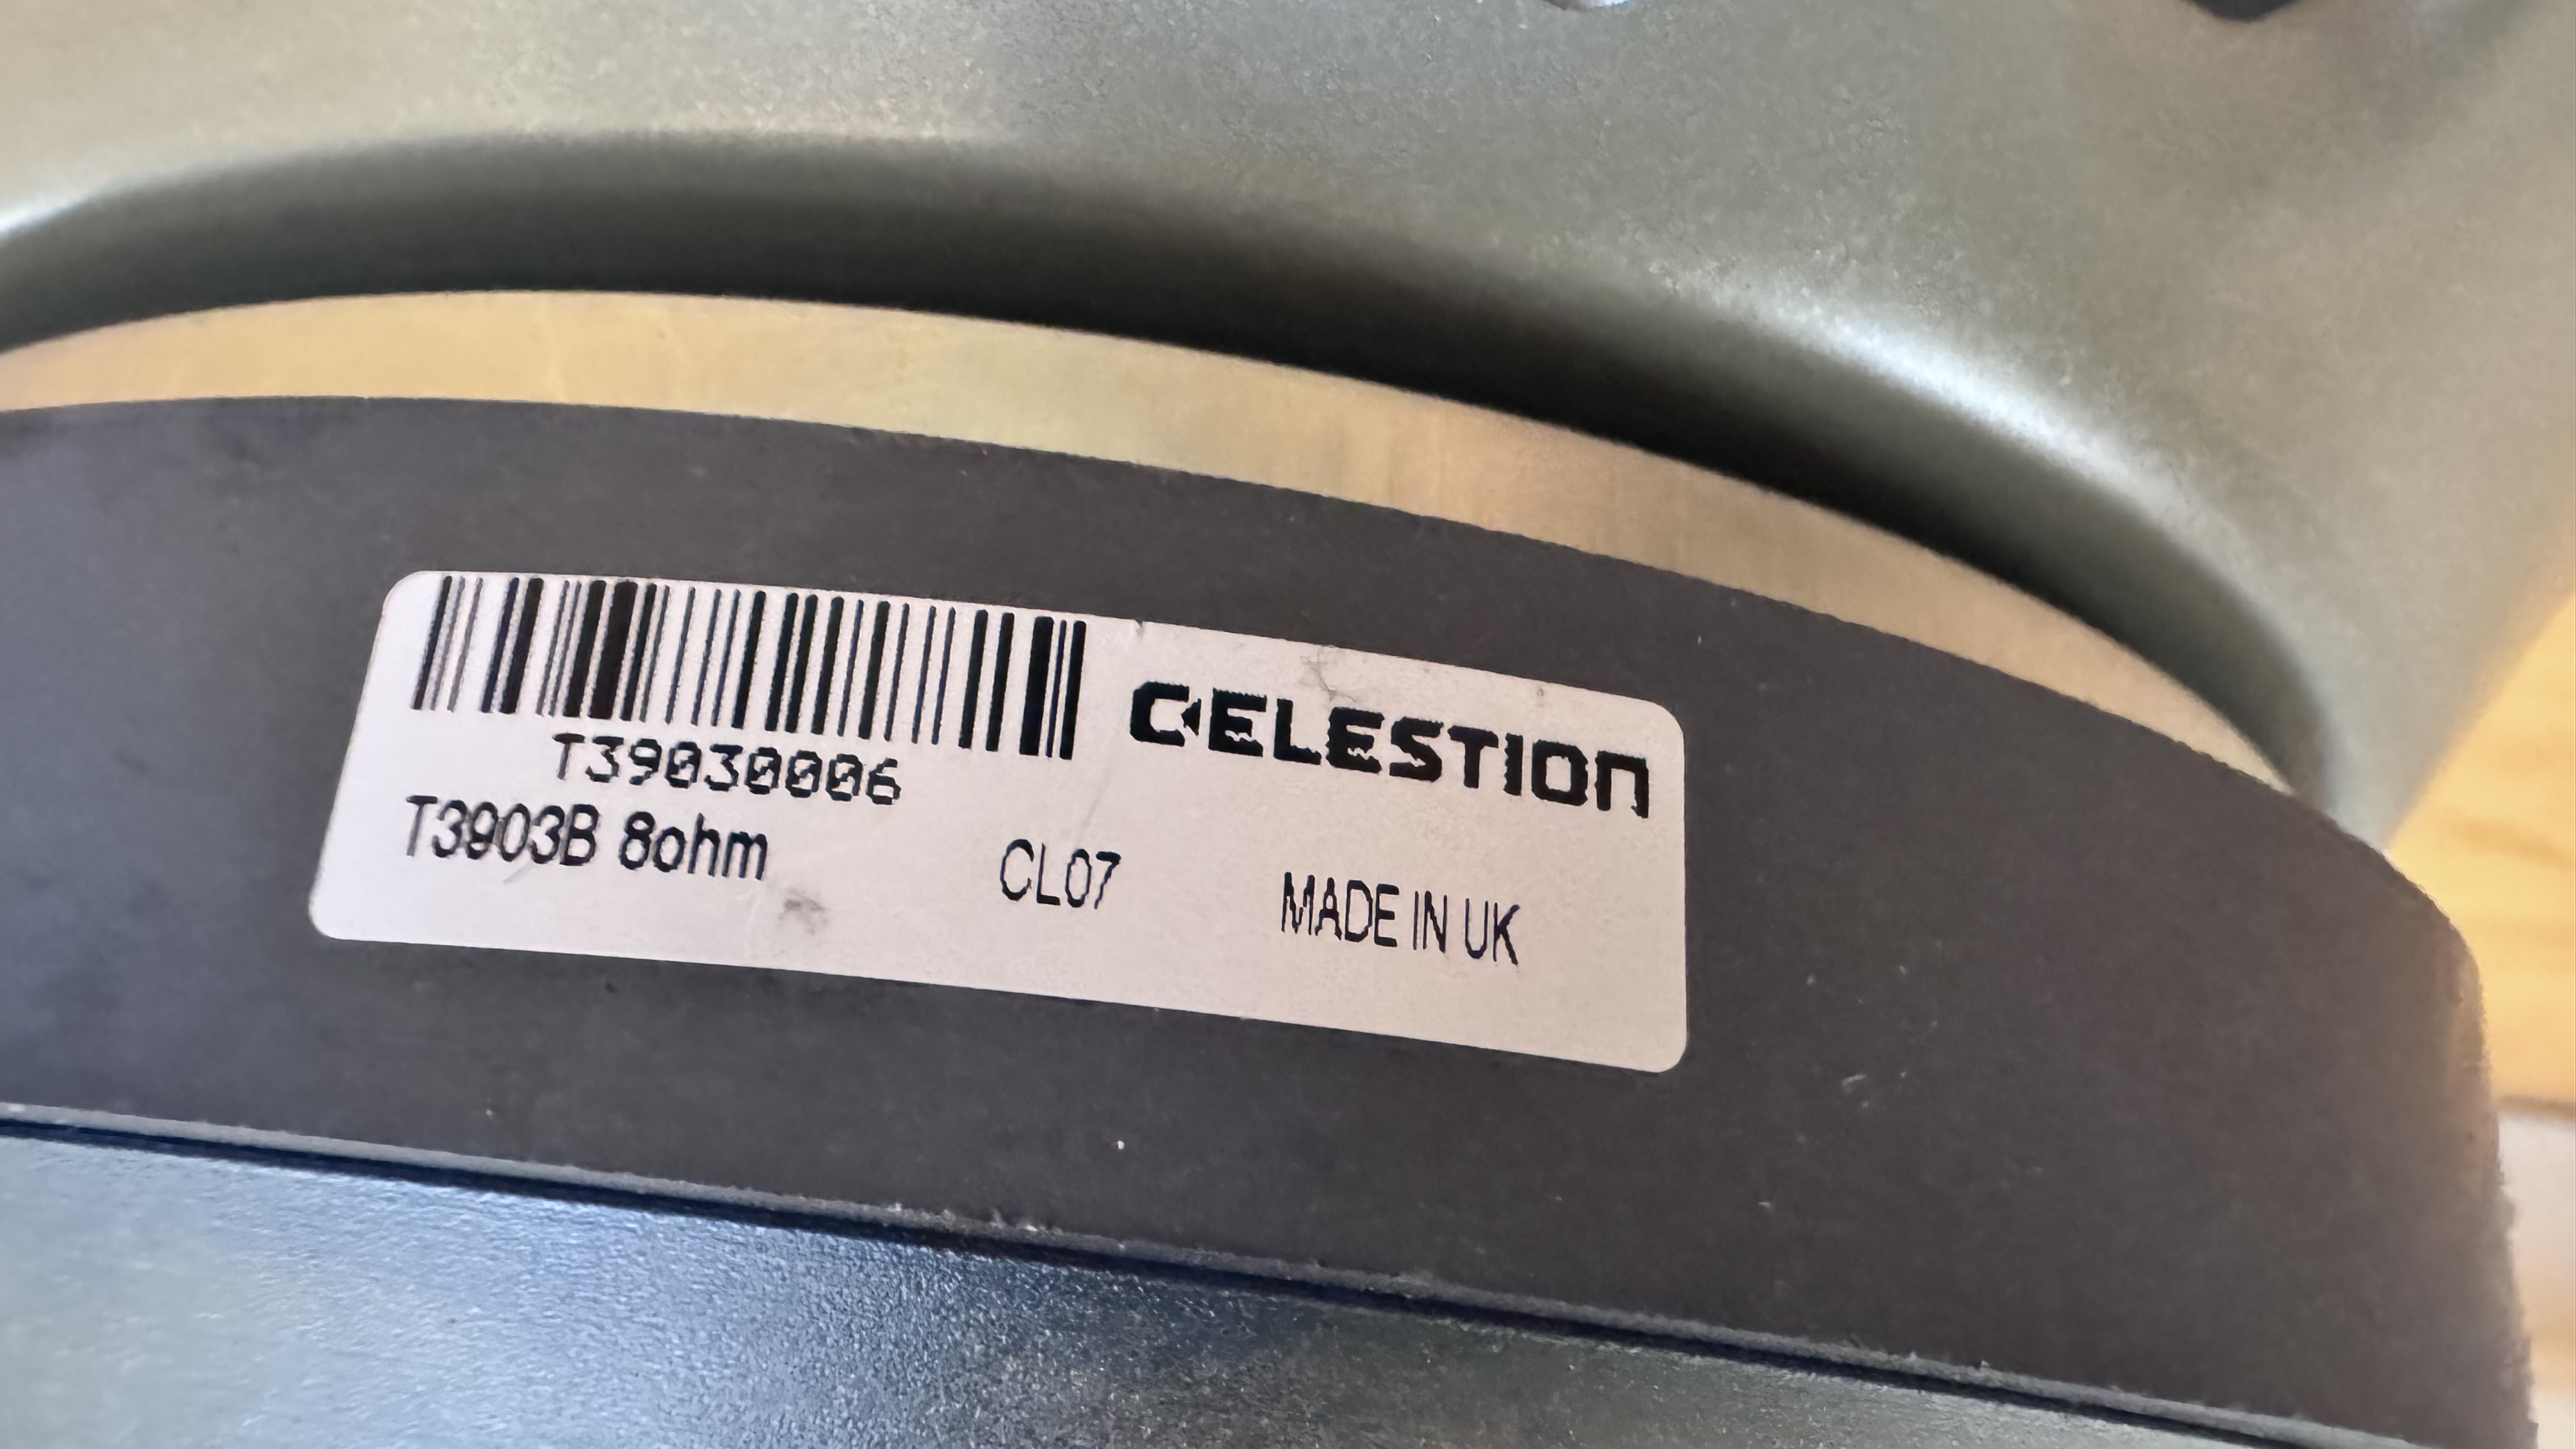 T39030006
CELESTION
T3903B 8ohm
CL07
MADE IN UK